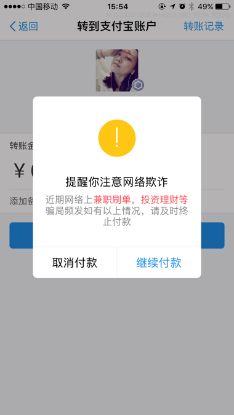 中国移动 15:54 49%
返回 转到支付宝账户 转账记录
转账金
¥
提醒你注意网络欺诈
近期网络上兼职刷单，投资理财等
骗局频发如有以上情况，请及时终
止付款
添加备
取消付款 继续付款